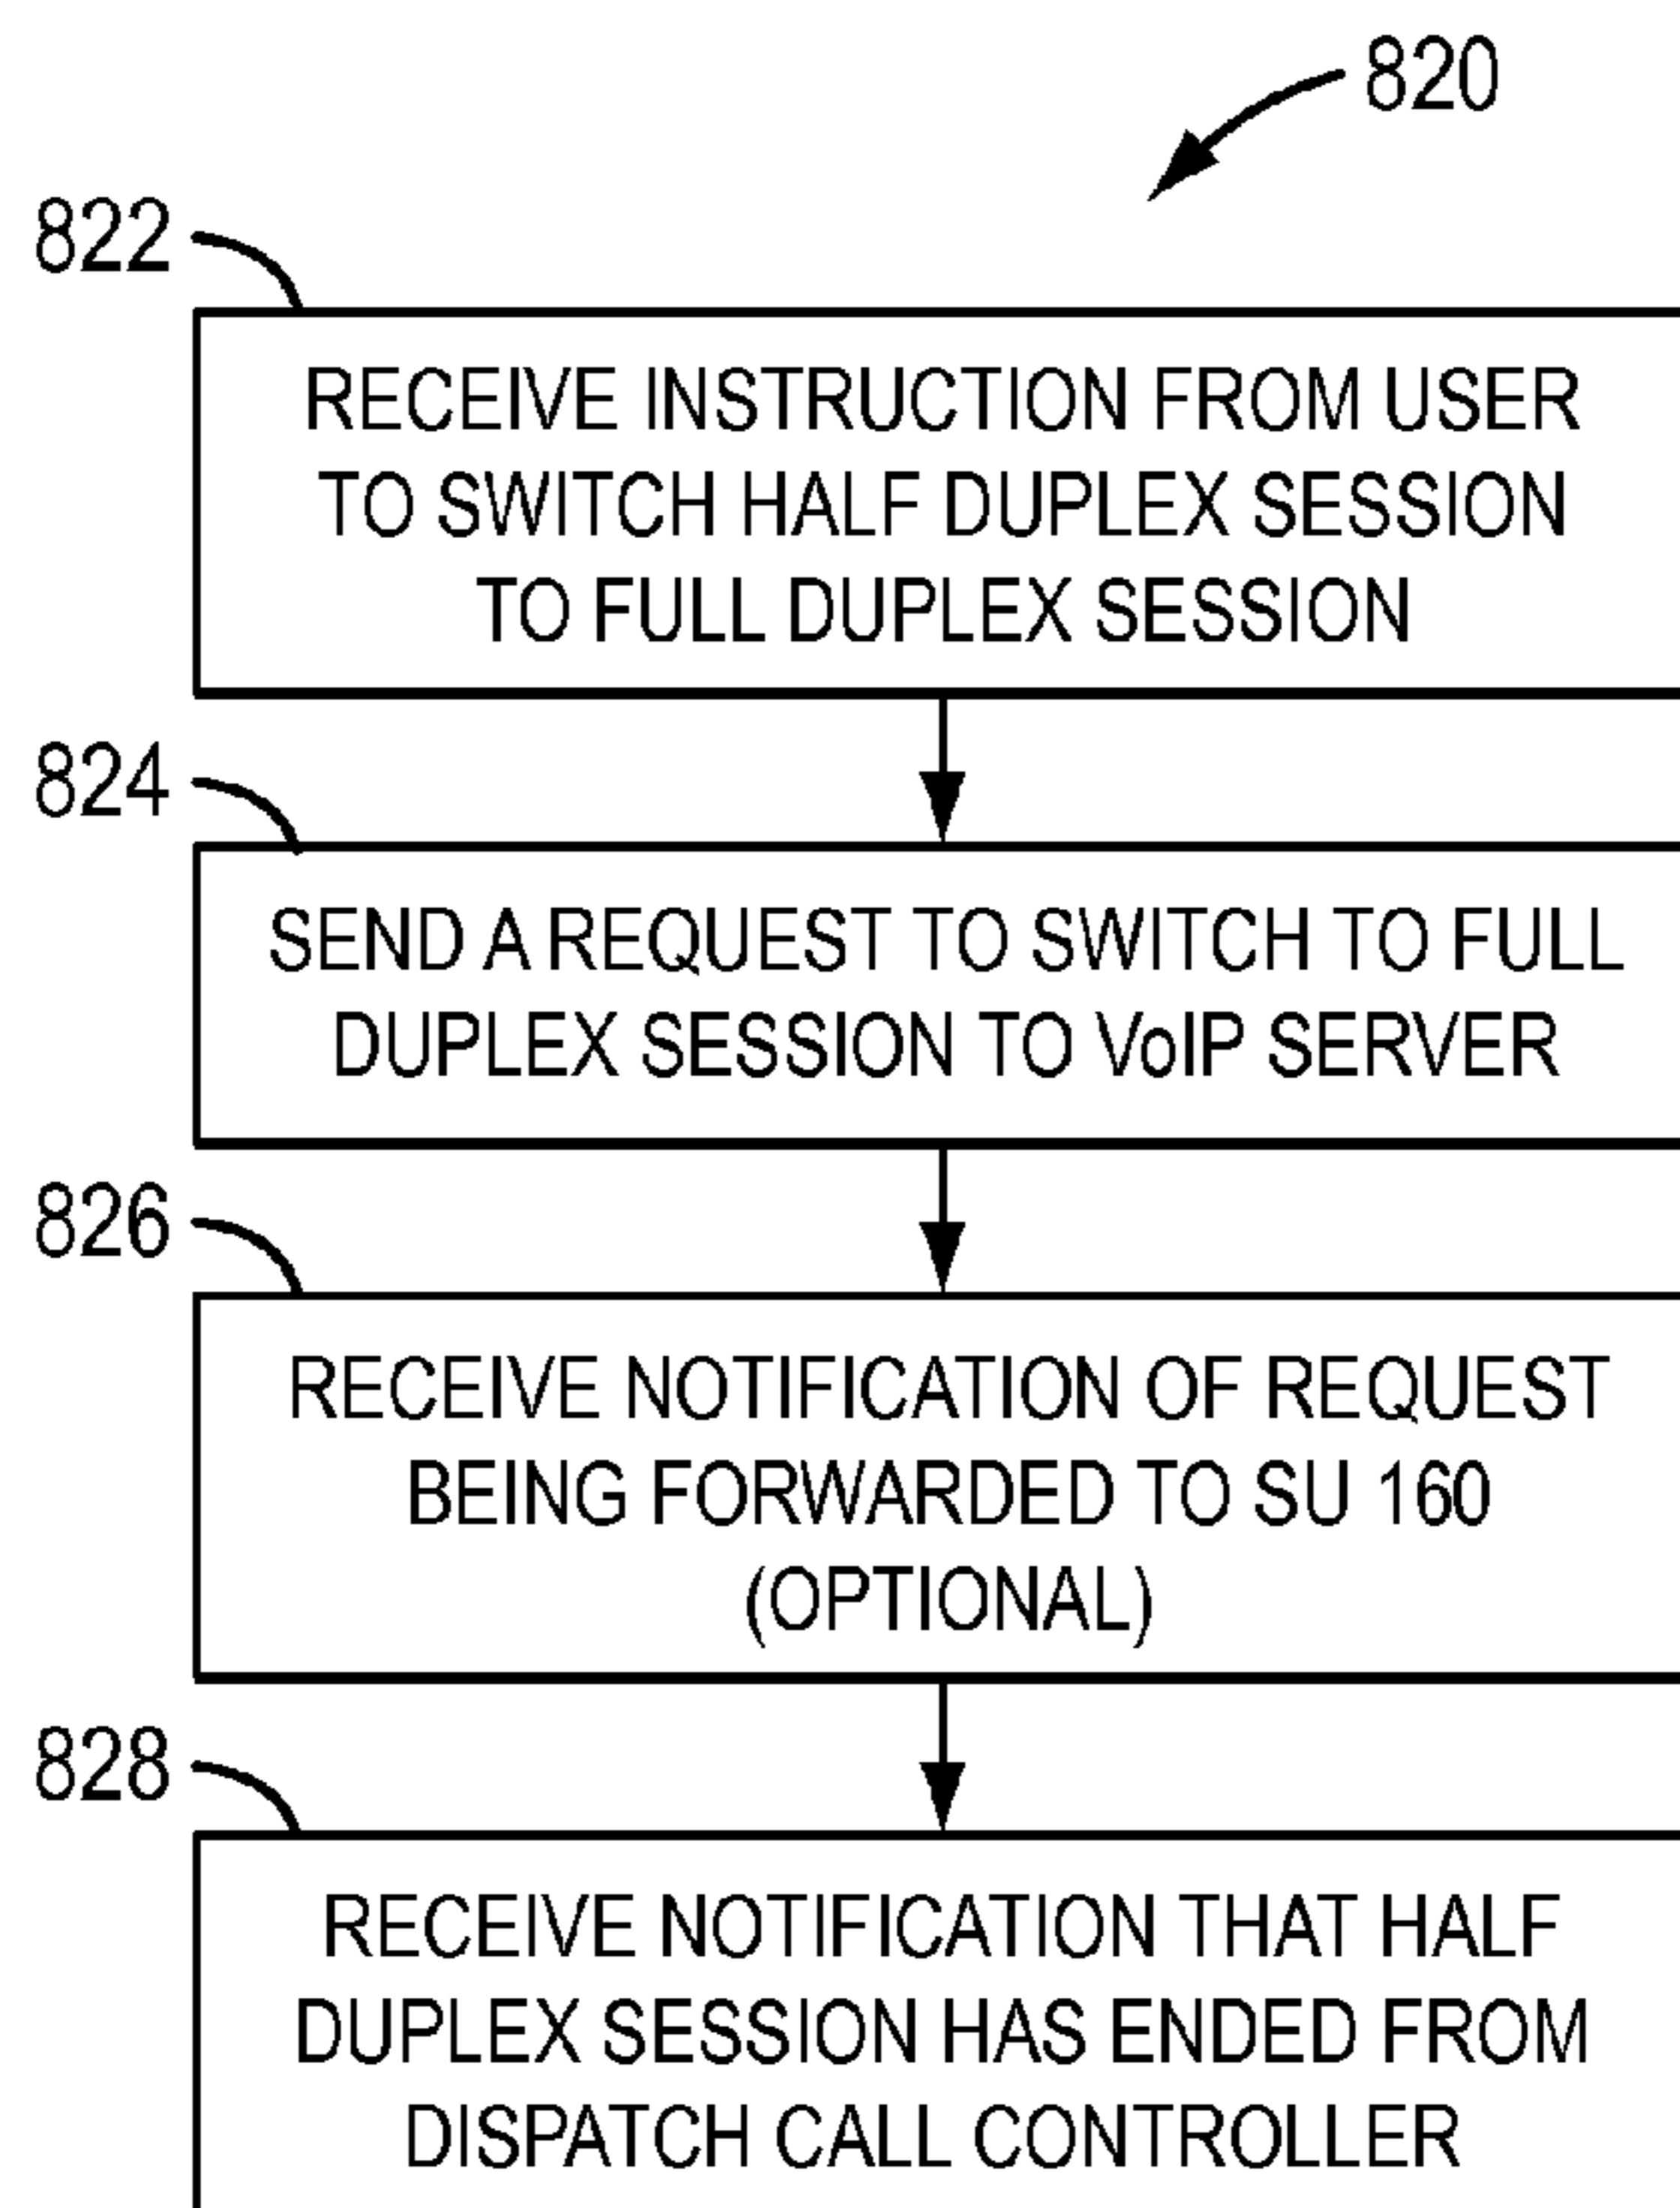 820
822
RECEIVE INSTRUCTION FROM USER
TO SWITCH HALF DUPLEX SESSION
TO FULL DUPLEX SESSION
824
SEND A REQUEST TO SWITCH TO FULL
DUPLEX SESSION TO VoIP SERVER
826
RECEIVE NOTIFICATION OF REQUEST
BEING FORWARDED TO SU 160
(OPTIONAL)
828
RECEIVE NOTIFICATION THAT HALF
DUPLEX SESSION HAS ENDED FROM
DISPATCH CALL CONTROLLER